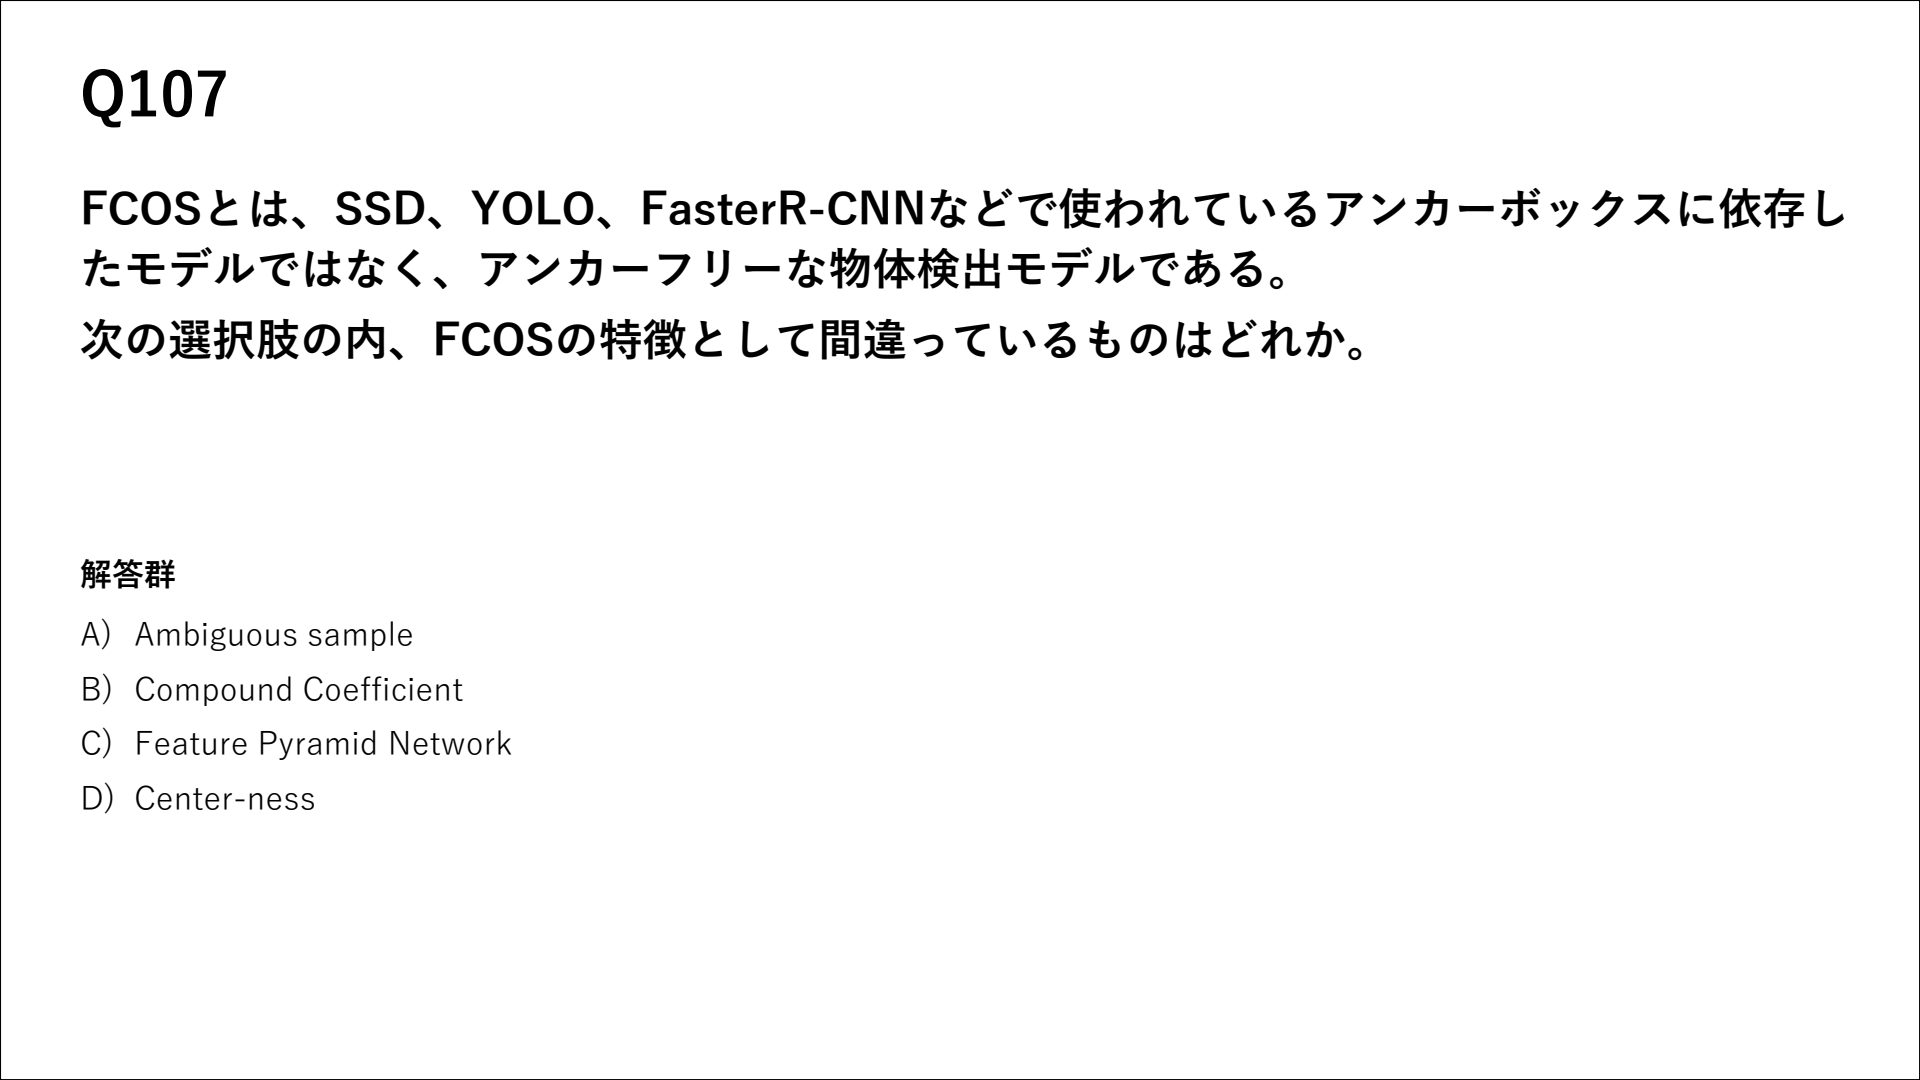 Q107
FCOSとは、SSD、YOLO、FasterR-CNNなどで使われているアンカーボックスに依存し
たモデルではなく、アンカーフリーな物体検出モデルである。
次の選択肢の内、FCOSの特徴として間違っているものはどれか。
解答群
A) Ambiguous sample
B) Compound Coefficient
C) Feature Pyramid Network
D) Center-ness